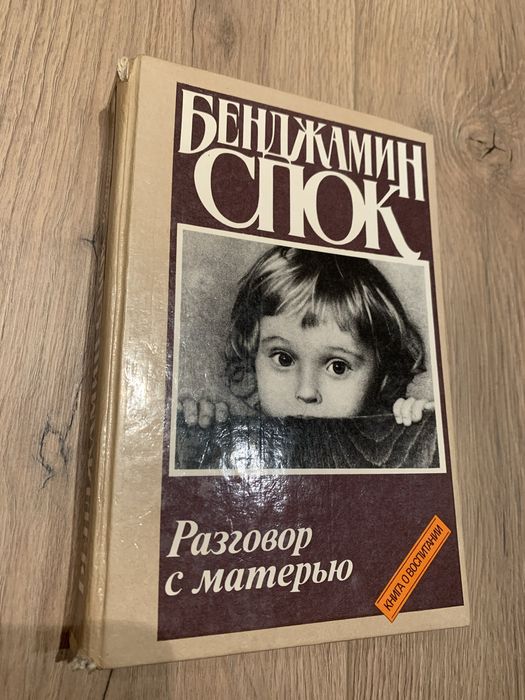 БЕНДЖАМИН
СПОК
Разговор
с матерью
КНИГА О ВОСПИТАНИИ